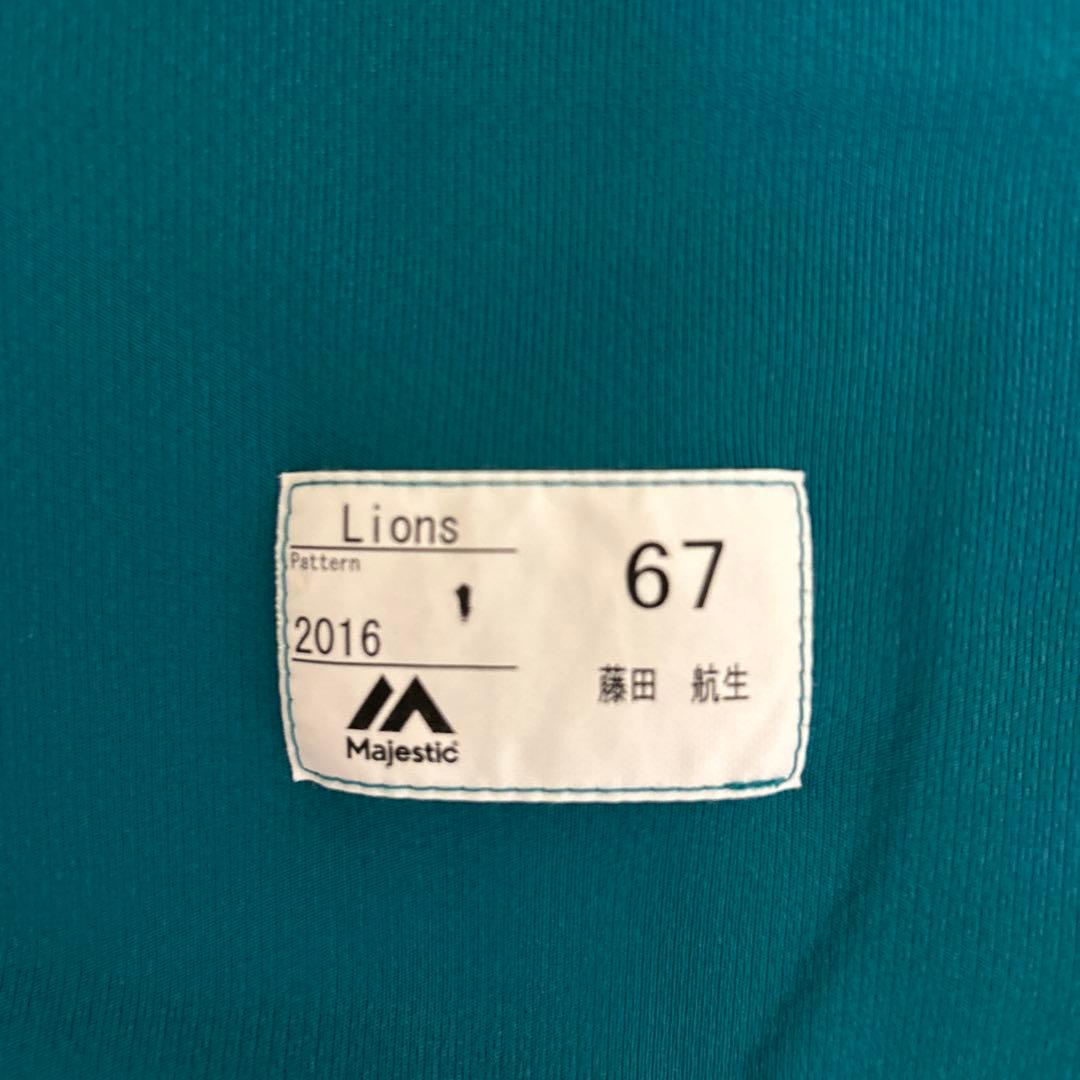 Lions
Pattern
1
2016
Majestic
67
藤田 航生